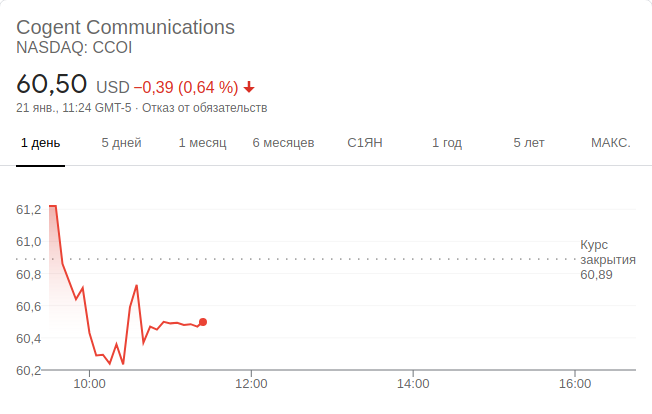 Cogent Communications
NASDAQ: CCOI
60,50 USD −0,39 (0,64 %)
21 янв., 11:24 GMT-5 · Отказ от обязательств
1 день 5 дней 1 месяц 6 месяцев С1ЯН 1 год 5 лет МАКС.
61,2
61,0
60,8
60,6
60,4
60,2
Курс
закрытия
60,89
10:00 12:00 14:00 16:00